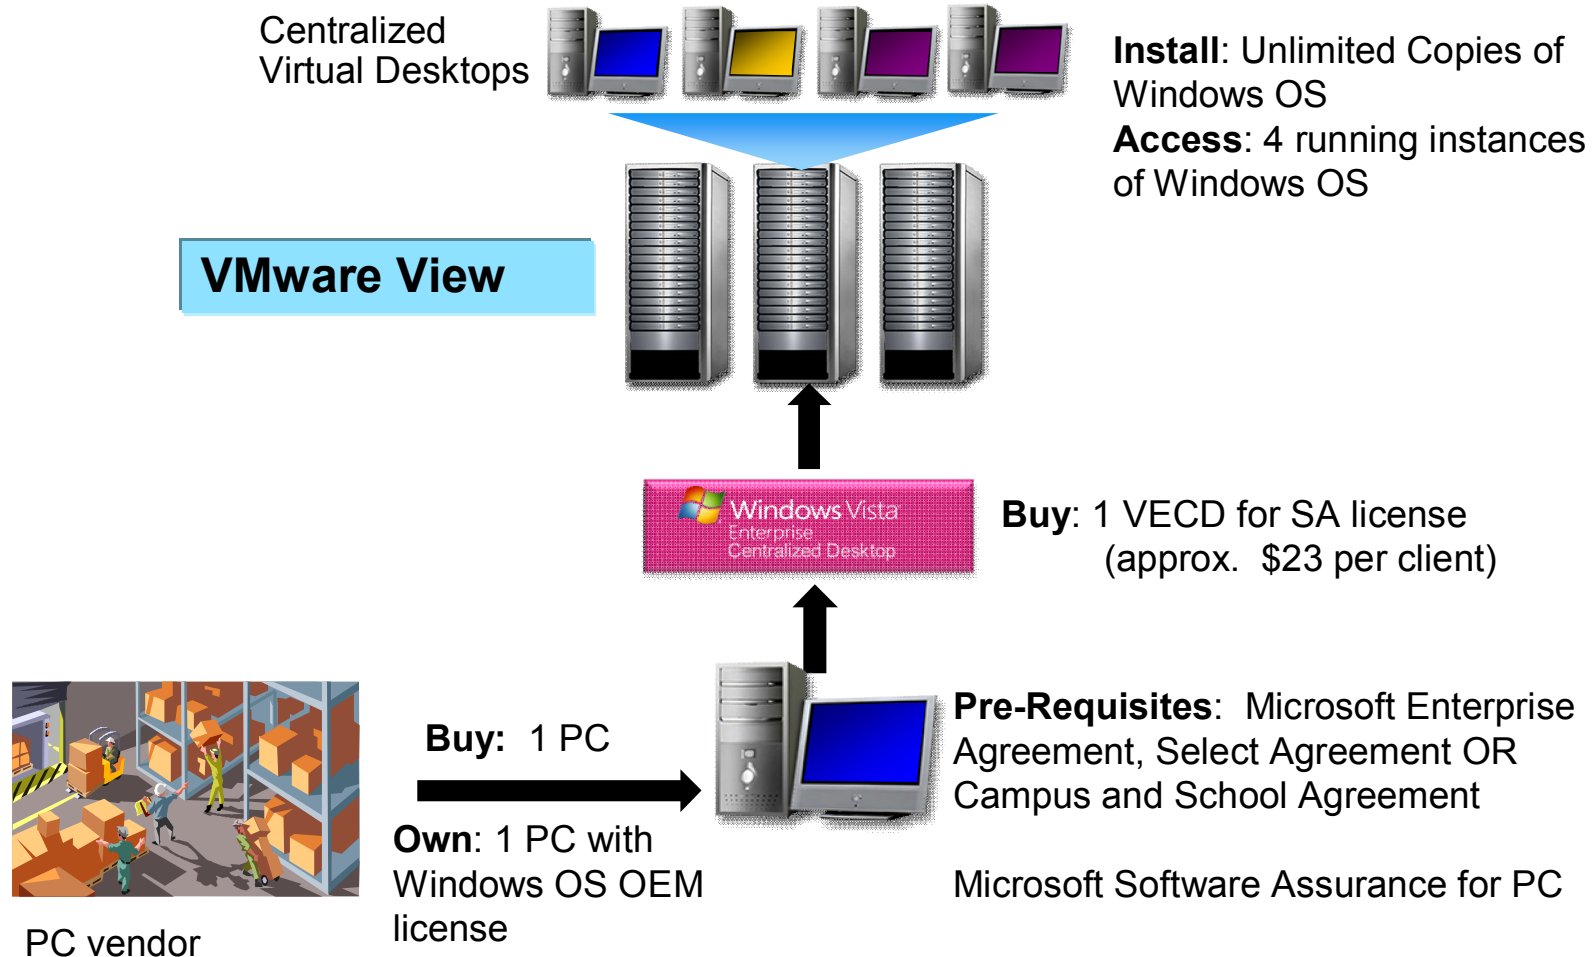 Centralized
Virtual Desktops
Install: Unlimited Copies of
Windows OS
Access: 4 running instances
of Windows OS
VMware View
Windows Vista
Enterprise
Centralized Desktop
Buy: 1 VECD for SA license
(approx. $23 per client)
Buy: 1 PC
Own: 1 PC with
Windows OS OEM
license
PC vendor
Pre-Requisites: Microsoft Enterprise
Agreement, Select Agreement OR
Campus and School Agreement
Microsoft Software Assurance for PC